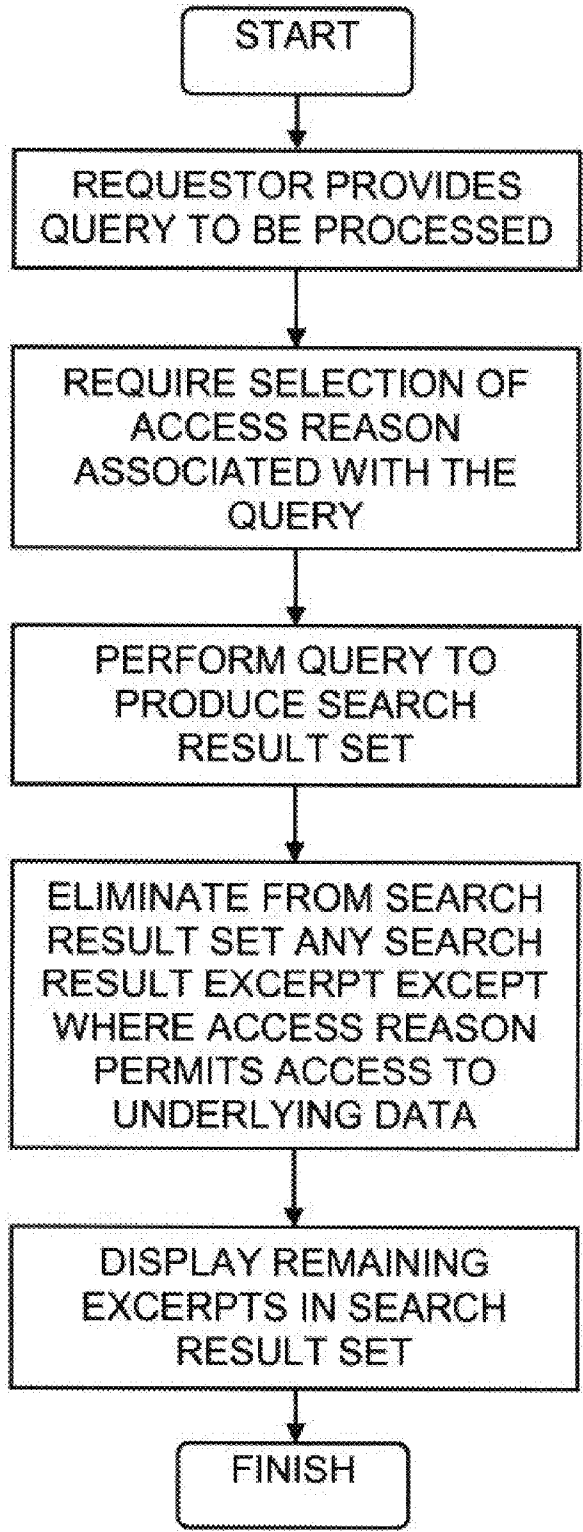 START
REQUESTOR PROVIDES
QUERY TO BE PROCESSED
REQUIRE SELECTION OF
ACCESS REASON
ASSOCIATED WITH THE
QUERY
PERFORM QUERY TO
PRODUCE SEARCH
RESULT SET
ELIMINATE FROM SEARCH
RESULT SET ANY SEARCH
RESULT EXCERPT EXCEPT
WHERE ACCESS REASON
PERMITS ACCESS TO
UNDERLYING DATA
DISPLAY REMAINING
EXCERPTS IN SEARCH
RESULT SET
FINISH